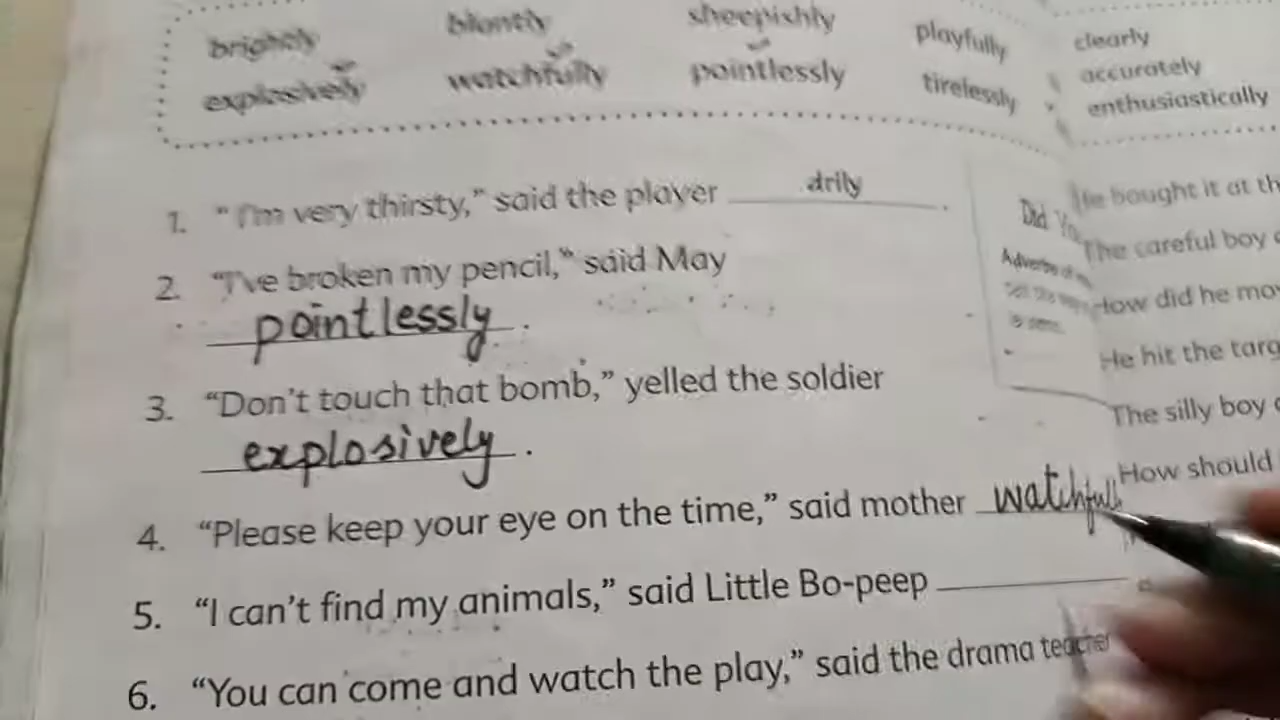 brightly bluntly sheepishly playfully
explosively watchfully pointlessly tirelessly
clearly
accurately
enthusiastically
1. "I'm very thirsty," said the player drily.
2. "I've broken my pencil," said May
pointlessly.
3. "Don't touch that bomb," yelled the soldier
explosively.
4. "Please keep your eye on the time," said mother watchfull
5. "I can't find my animals," said Little Bo-peep
6. "You can come and watch the play," said the drama teacher
Did
Adverbs of
He bought it at
The careful boy
How did he
He hit the
The silly boy
How should